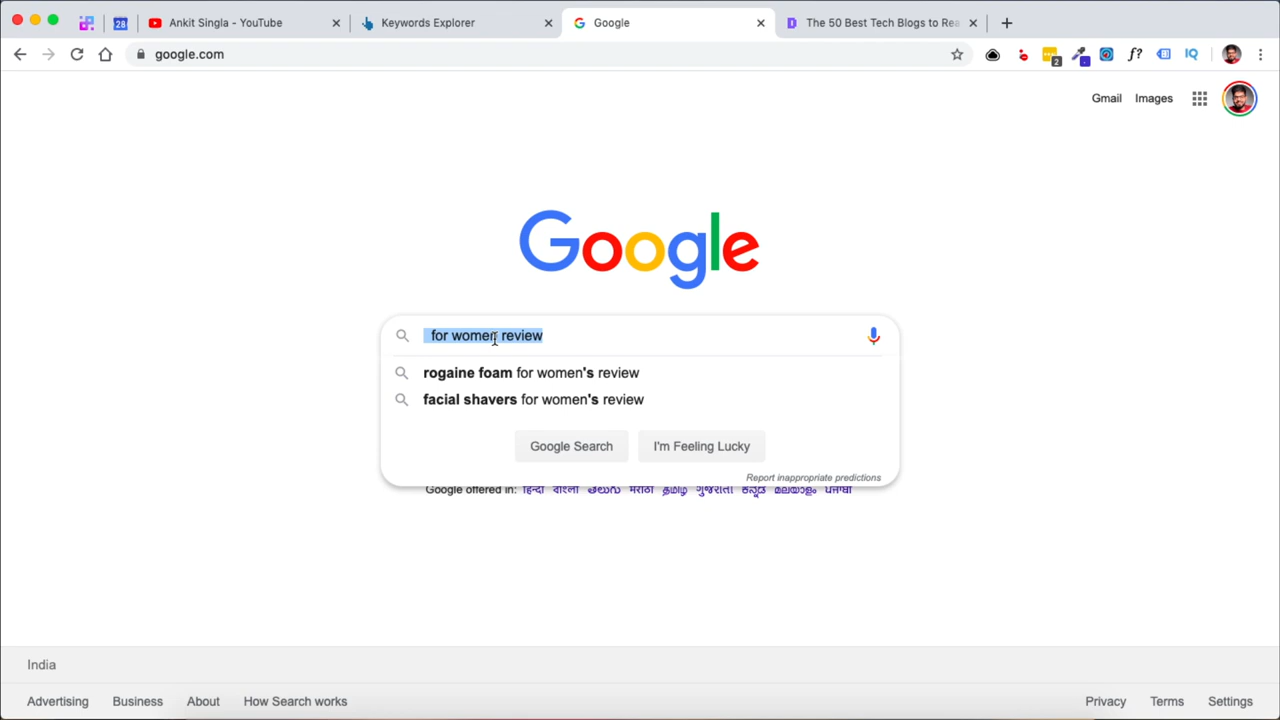 28
Ankit Singla - YouTube
Keywords Explorer
Google
The 50 Best Tech Blogs to Rea
google.com
2
f?
IQ
Gmail
Images
Google
for women review
rogaine foam for women's review
facial shavers for women's review
Google Search
I'm Feeling Lucky
Report inappropriate predictions
Google offered in: हिन्दी বাংলা తెలుగు मराठी தமிழ் ગુજરાતી ಕನ್ನಡ മലയാളം ਪੰਜਾਬੀ
India
Advertising
Business
About
How Search works
Privacy
Terms
Settings